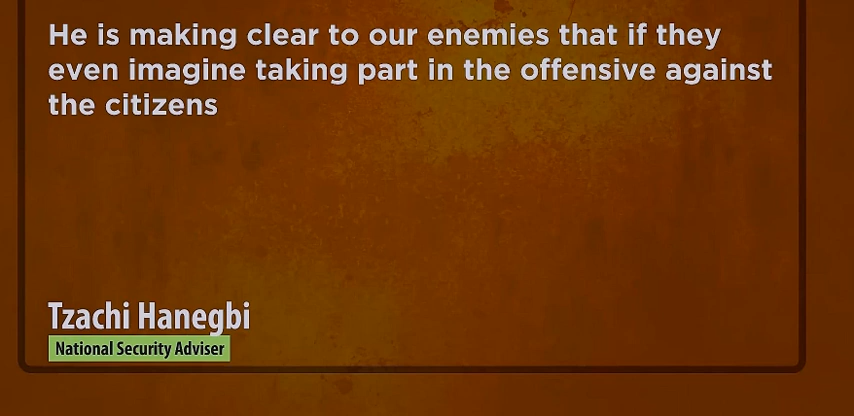 He is making clear to our enemies that if they
even imagine taking part in the offensive against
the citizens
Tzachi Hanegbi
National Security Adviser